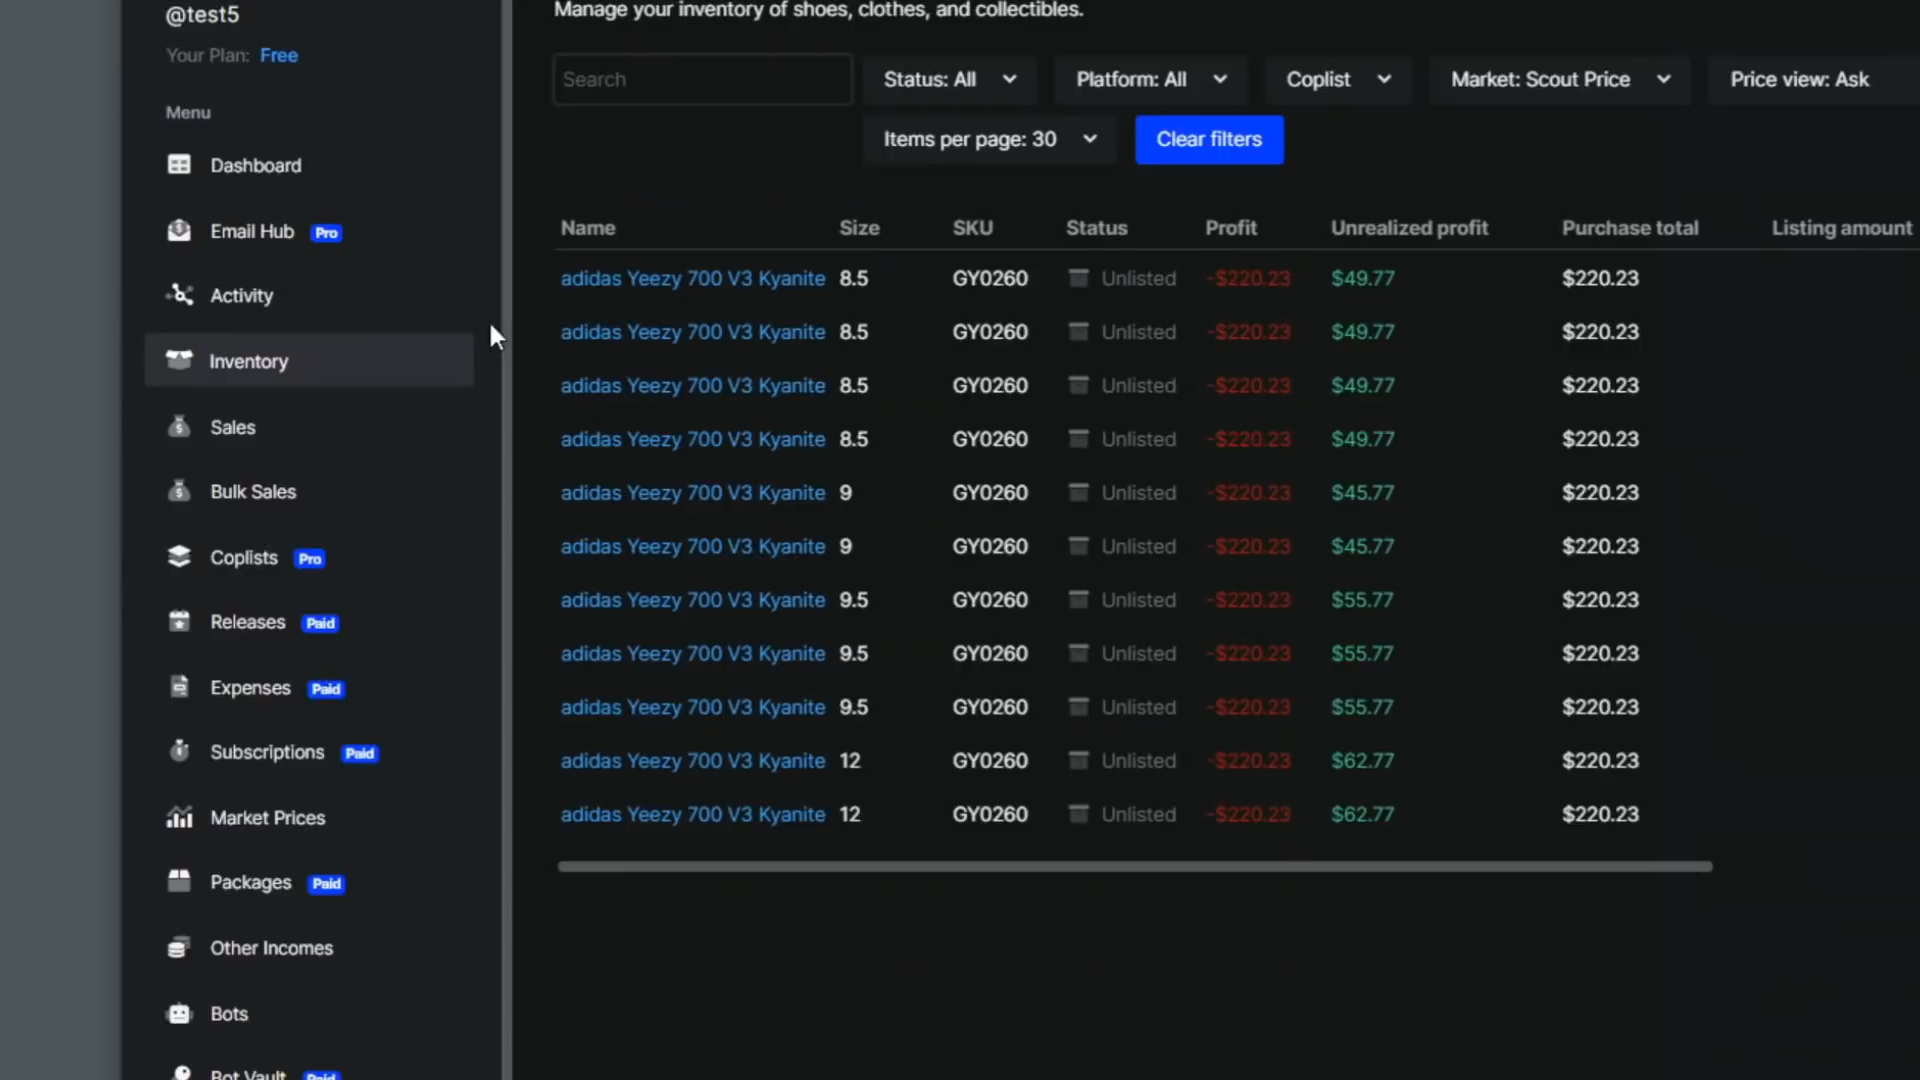 @test5
Your Plan: Free
Menu
Dashboard
Email Hub Pro
Activity
Inventory
Sales
Bulk Sales
Coplists Pro
Releases Paid
Expenses Paid
Subscriptions Paid
Market Prices
Packages Paid
Other Incomes
Bots
Bot Vault Paid
Manage your inventory of shoes, clothes, and collectibles.
Search Status: All Platform: All Coplist Market: Scout Price Price view: Ask
Items per page: 30 Clear filters
Name Size SKU Status Profit Unrealized profit Purchase total Listing amount
adidas Yeezy 700 V3 Kyanite 8.5 GY0260 Unlisted -$220.23 $49.77 $220.23
adidas Yeezy 700 V3 Kyanite 8.5 GY0260 Unlisted -$220.23 $49.77 $220.23
adidas Yeezy 700 V3 Kyanite 8.5 GY0260 Unlisted -$220.23 $49.77 $220.23
adidas Yeezy 700 V3 Kyanite 8.5 GY0260 Unlisted -$220.23 $49.77 $220.23
adidas Yeezy 700 V3 Kyanite 9 GY0260 Unlisted -$220.23 $45.77 $220.23
adidas Yeezy 700 V3 Kyanite 9 GY0260 Unlisted -$220.23 $45.77 $220.23
adidas Yeezy 700 V3 Kyanite 9.5 GY0260 Unlisted -$220.23 $55.77 $220.23
adidas Yeezy 700 V3 Kyanite 9.5 GY0260 Unlisted -$220.23 $55.77 $220.23
adidas Yeezy 700 V3 Kyanite 9.5 GY0260 Unlisted -$220.23 $55.77 $220.23
adidas Yeezy 700 V3 Kyanite 12 GY0260 Unlisted -$220.23 $62.77 $220.23
adidas Yeezy 700 V3 Kyanite 12 GY0260 Unlisted -$220.23 $62.77 $220.23